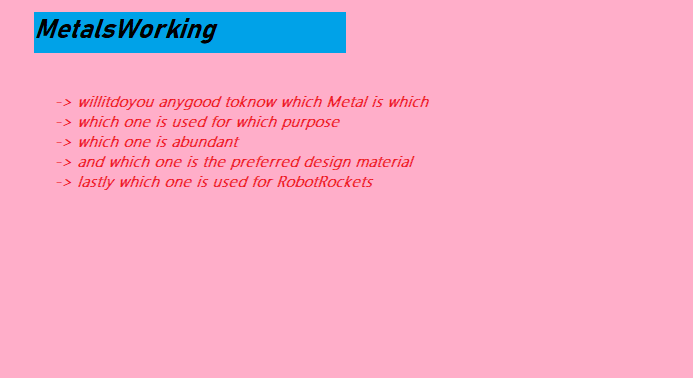 MetalsWorking
-> willitdoyou anygood toknow which Metal is which
-> which one is used for which purpose
-> which one is abundant
-> and which one is the preferred design material
-> lastly which one is used for RobotRockets